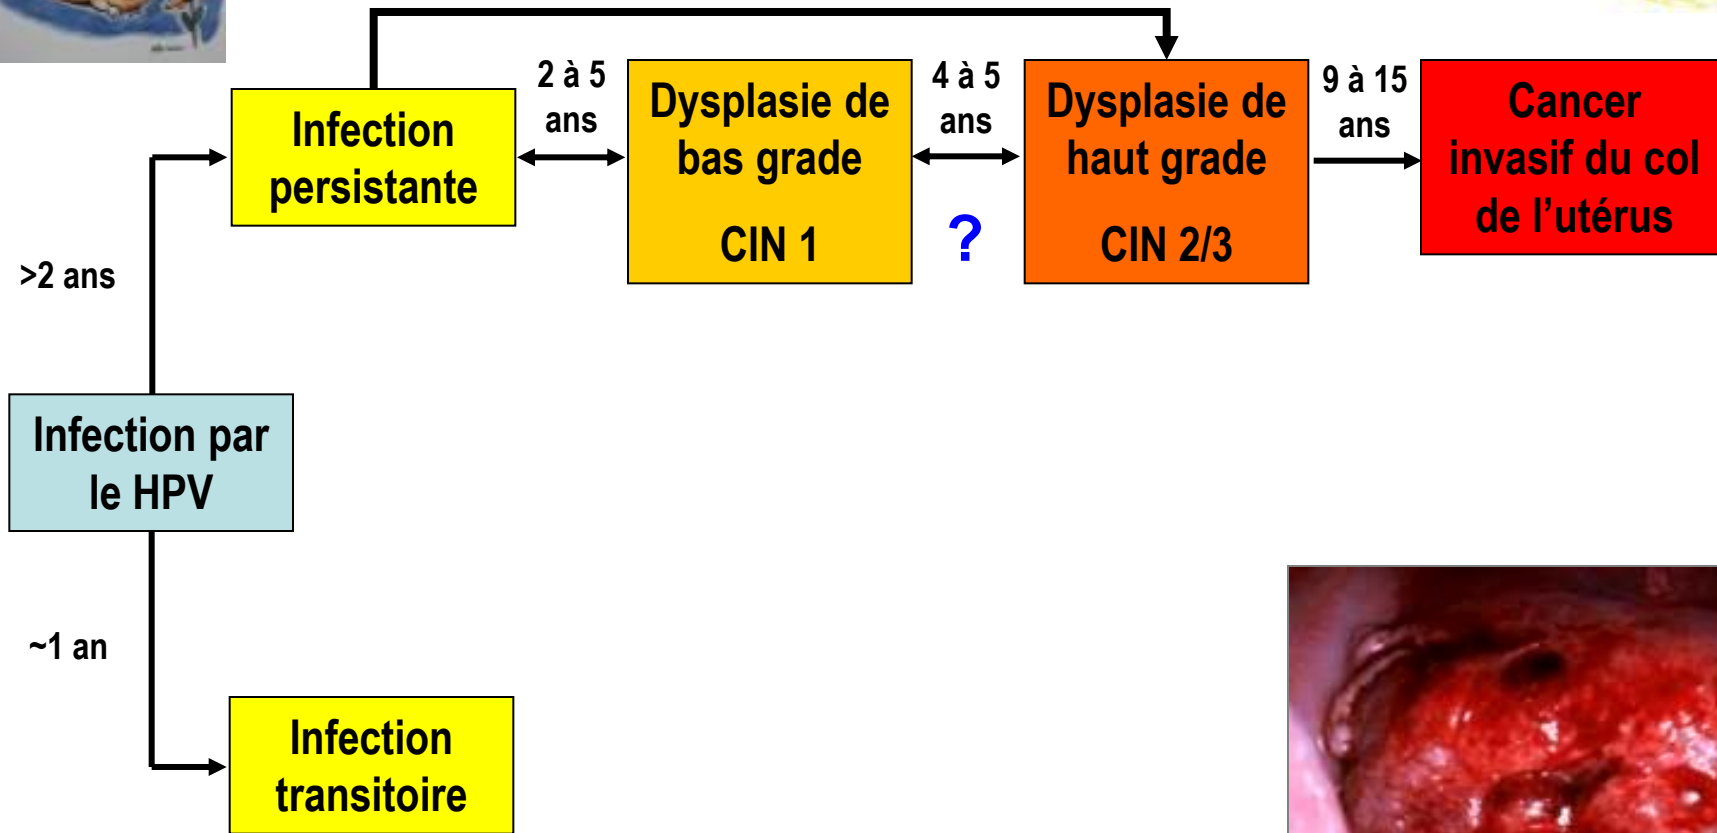 2 à 5
ans
4 à 5
ans
9 à 15
ans
Infection
persistante
Dysplasie de
bas grade
CIN 1
?
Dysplasie de
haut grade
CIN 2/3
Cancer
invasif du col
de l’utérus
>2 ans
Infection par
le HPV
~1 an
Infection
transitoire